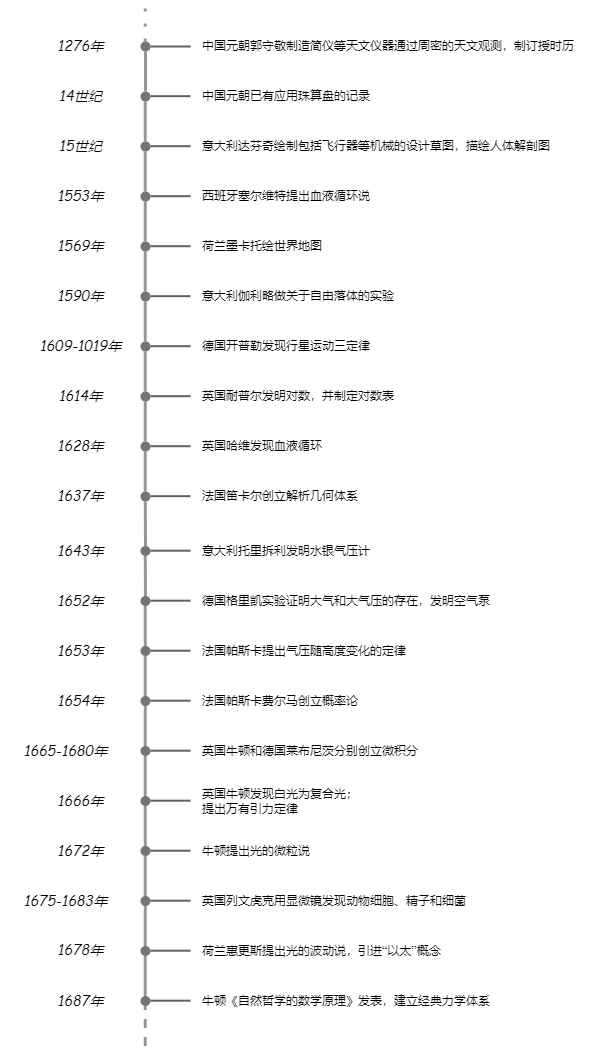 1276年 中国元朝郭守敬制造简仪等天文仪器通过周密的天文观测，制订授时历
14世纪 中国元朝已有应用珠算盘的记录
15世纪 意大利达芬奇绘制包括飞行器等机械的设计草图，描绘人体解剖图
1553年 西班牙塞尔维特提出血液循环说
1569年 荷兰墨卡托绘世界地图
1590年 意大利伽利略做关于自由落体的实验
1609-1019年 德国开普勒发现行星运动三定律
1614年 英国耐普尔发明对数，并制定对数表
1628年 英国哈维发现血液循环
1637年 法国笛卡尔创立解析几何体系
1643年 意大利托里拆利发明水银气压计
1652年 德国格里凯实验证明大气和大气压的存在，发明空气泵
1653年 法国帕斯卡提出气压随高度变化的定律
1654年 法国帕斯卡费尔马创立概率论
1665-1680年 英国牛顿和德国莱布尼茨分别创立微积分
1666年 英国牛顿发现白光为复合光；
提出万有引力定律
1672年 牛顿提出光的微粒说
1675-1683年 英国列文虎克用显微镜发现动物细胞、精子和细菌
1678年 荷兰惠更斯提出光的波动说，引进“以太”概念
1687年 牛顿《自然哲学的数学原理》发表，建立经典力学体系